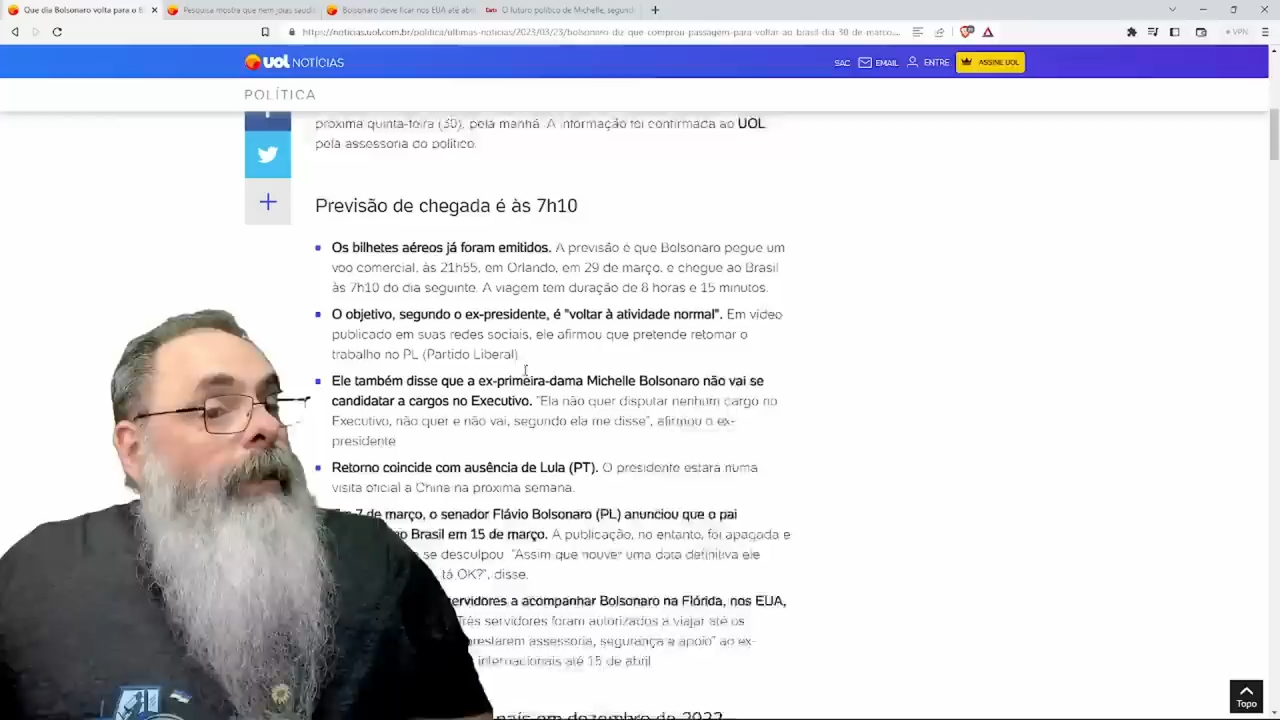 Que dia Bolsonaro volta para o B
Pesquisa mostra que nem joias saudi
Bolsonaro deve ficar nos EUA até abr
O futuro político de Michelle, segund
https://noticias.uol.com.br/politica/ultimas-noticias/2023/03/23/bolsonaro-diz-que-comprou-passagem-para-voltar-ao-brasil-dia-30-de-marco....
VPN
UOL NOTÍCIAS
SAC
EMAIL
ENTRE
ASSINE UOL
POLÍTICA
próxima quinta-feira (30), pela manhã. A informação foi confirmada ao UOL
pela assessoria do político.
Previsão de chegada é às 7h10
Os bilhetes aéreos já foram emitidos. A previsão é que Bolsonaro pegue um
voo comercial, às 21h55, em Orlando, em 29 de março, e chegue ao Brasil
às 7h10 do dia seguinte. A viagem tem duração de 8 horas e 15 minutos.
O objetivo, segundo o ex-presidente, é "voltar à atividade normal". Em vídeo
publicado em suas redes sociais, ele afirmou que pretende retomar o
trabalho no PL (Partido Liberal)
Ele também disse que a ex-primeira-dama Michelle Bolsonaro não vai se
candidatar a cargos no Executivo. "Ela não quer disputar nenhum cargo no
Executivo, não quer e não vai, segundo ela me disse", afirmou o ex-
presidente
Retorno coincide com ausência de Lula (PT). O presidente estará numa
visita oficial à China na próxima semana.
Em 7 de março, o senador Flávio Bolsonaro (PL) anunciou que o pai
no Brasil em 15 de março. A publicação, no entanto, foi apagada e
se desculpou. "Assim que houver uma data definitiva ele
tá OK?", disse.
servidores a acompanhar Bolsonaro na Flórida, nos EUA,
Três servidores foram autorizados a viajar até os
prestarem assessoria, segurança e apoio" ao ex-
internacionais até 15 de abril
país em dezembro de 2022
Topo